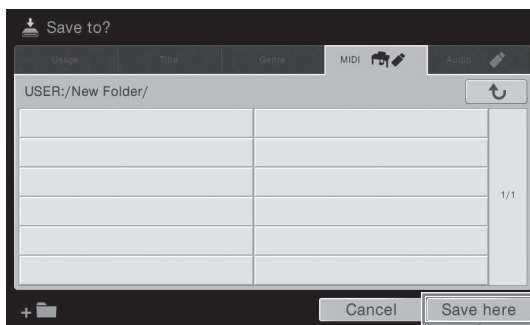 Save to?
Usage Title Genre MIDI Audio
USER:/New Folder/
1/1
+
Cancel Save here